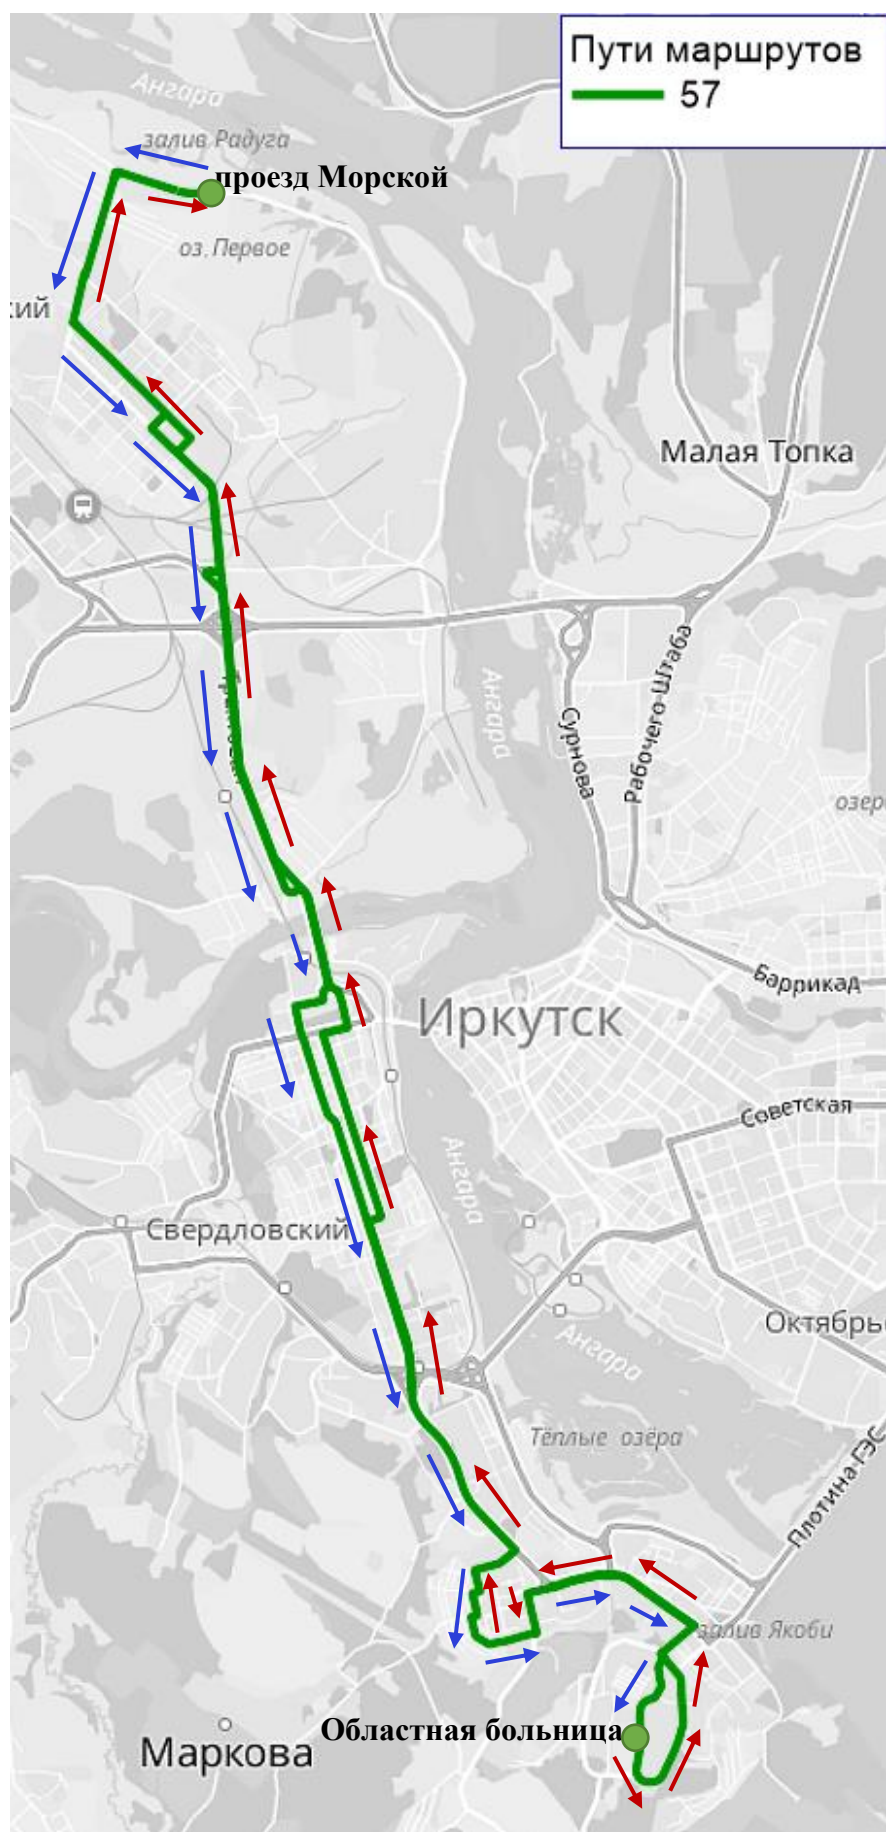 Пути маршрутов
57
Ангара
залив Радуга
проезд Морской
оз. Первое
кий
Малая Топка
Ангара
Сурнова
Рабочего Штаба
озер
Баррикад
Иркутск
Советская
Ангара
Свердловский
Октябрь
Ангара
Тёплые озёра
Плотина ГЭС
залив Якоби
Областная больница
Маркова